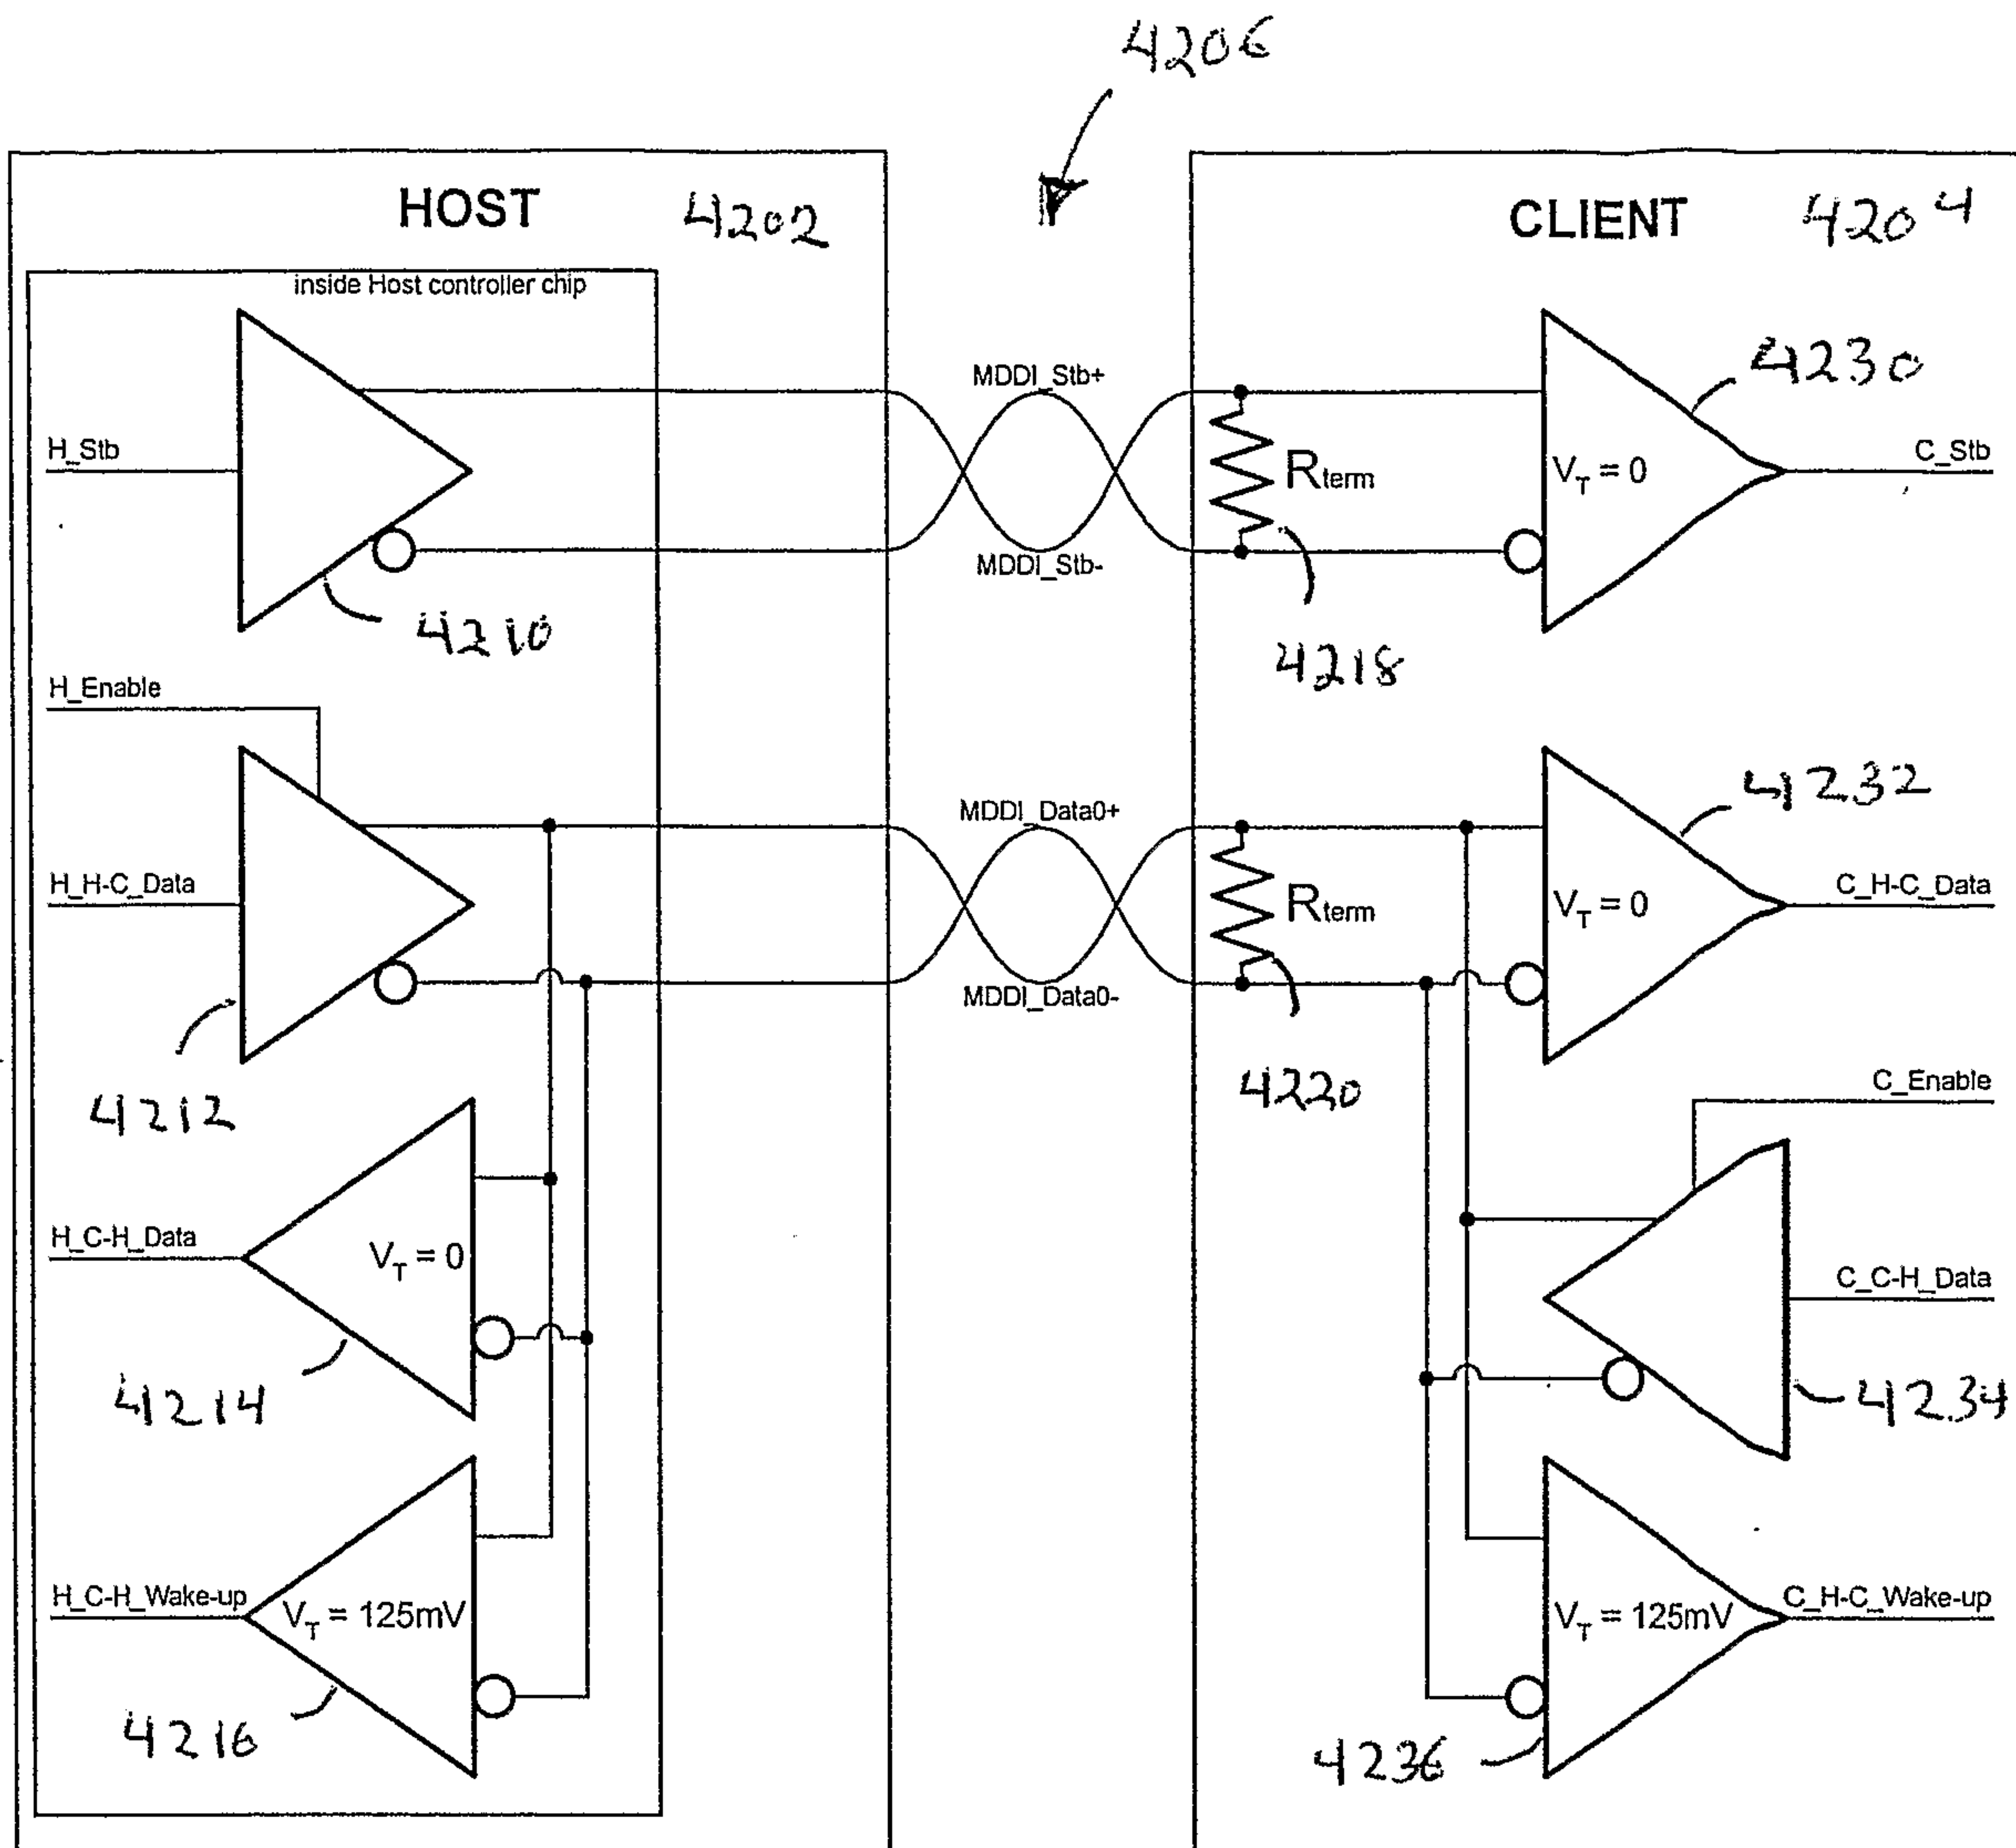 4206
HOST 4202
CLIENT 4204
inside Host controller chip
H_Stb
4210
MDDI_Stb+
MDDI_Stb-
Rterm
4218
VT = 0
4230
C_Stb
H_Enable
H_H-C_Data
4212
MDDI_Data0+
MDDI_Data0-
Rterm
4220
VT = 0
4232
C_H-C_Data
H_C-H_Data
VT = 0
4214
C_Enable
C_C-H_Data
4234
H_C-H_Wake-up
VT = 125mV
4216
VT = 125mV
C_H-C_Wake-up
4236